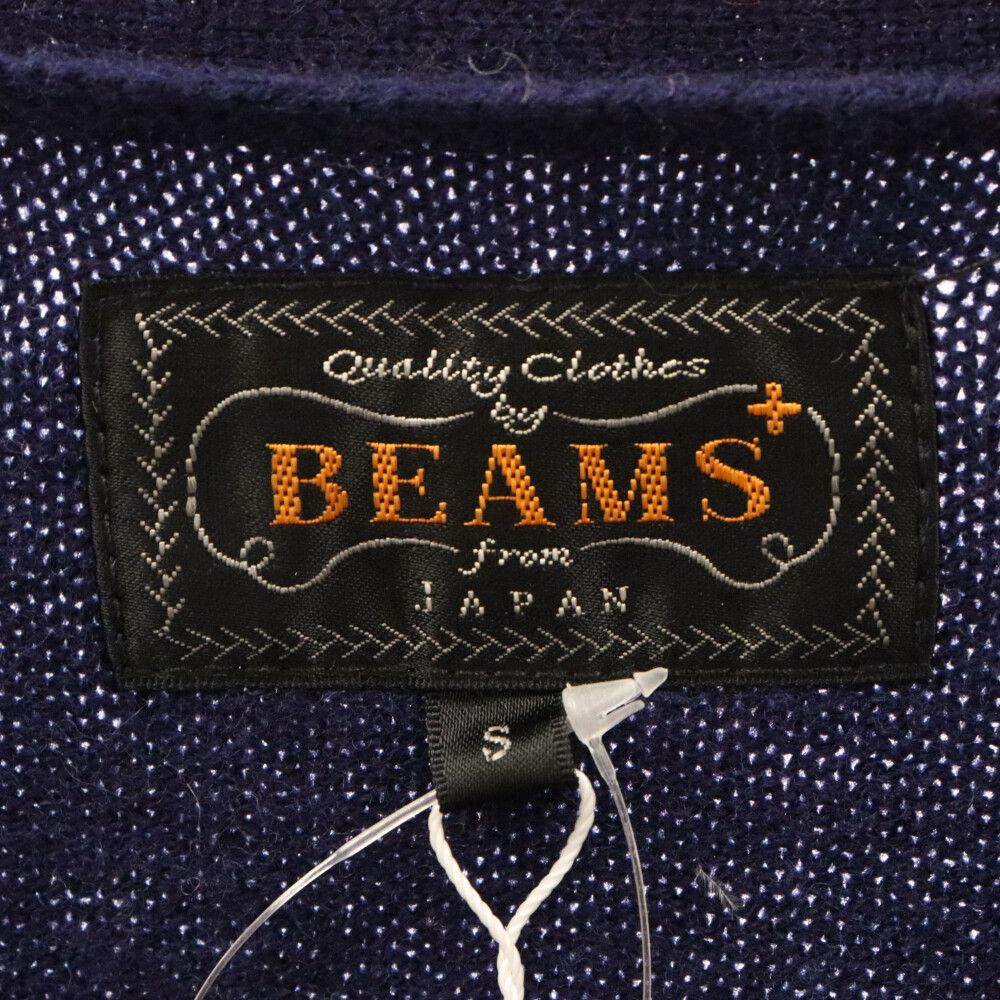 Quality Clothes
by
BEAMS+
from
JAPAN
S